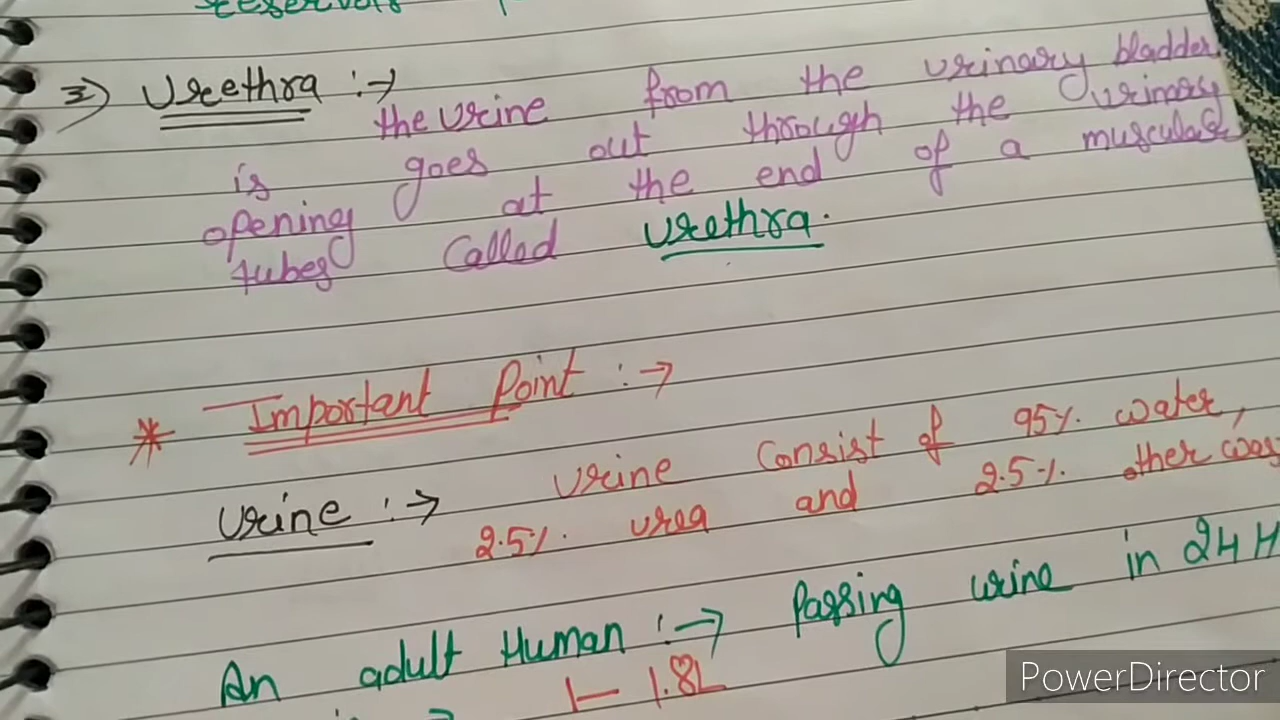 3) Urethra :→
the urine from the urinary bladder
is goes out through the urinary
opening at the end of a muscular
tubes called urethra.
* Important Point :→
Urine :→ Urine Consist of 95% water,
2.5% urea and 2.5% other
An adult Human :→ Passing urine in 24 H
1 – 1.8L
PowerDirector